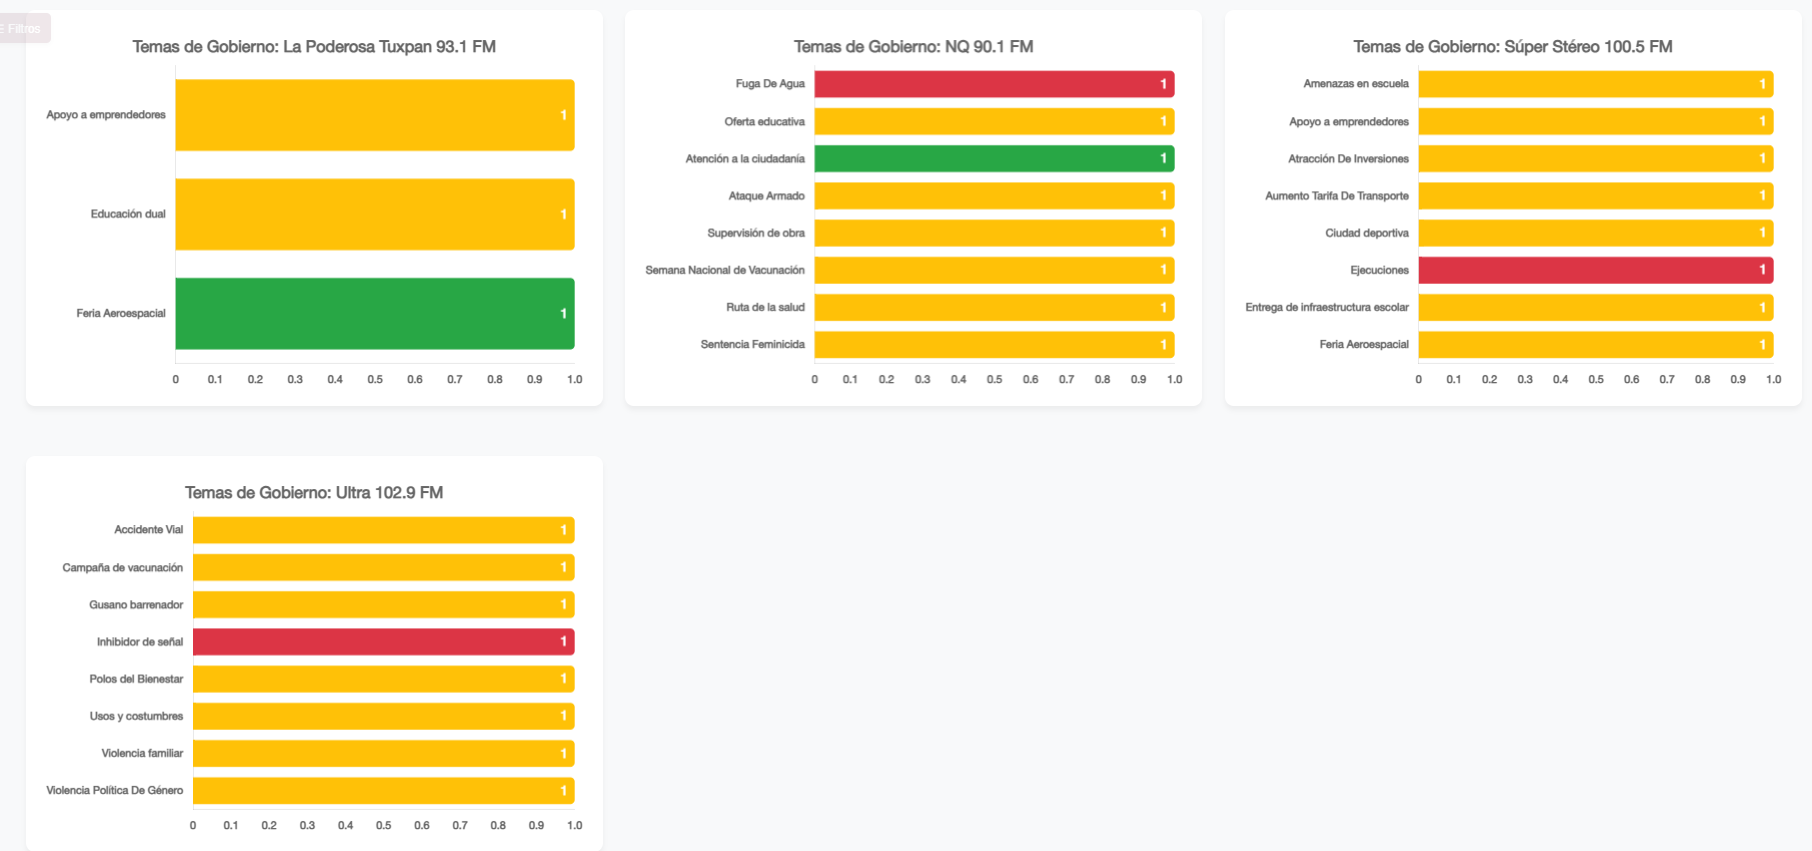 E Filtros
Temas de Gobierno: La Poderosa Tuxpan 93.1 FM
Apoyo a emprendedores 1
Educación dual 1
Feria Aeroespacial 1
0 0.1 0.2 0.3 0.4 0.5 0.6 0.7 0.8 0.9 1.0
Temas de Gobierno: NQ 90.1 FM
Fuga De Agua 1
Oferta educativa 1
Atención a la ciudadanía 1
Ataque Armado 1
Supervisión de obra 1
Semana Nacional de Vacunación 1
Ruta de la salud 1
Sentencia Feminicida 1
0 0.1 0.2 0.3 0.4 0.5 0.6 0.7 0.8 0.9 1.0
Temas de Gobierno: Súper Stéreo 100.5 FM
Amenazas en escuela 1
Apoyo a emprendedores 1
Atracción De Inversiones 1
Aumento Tarifa De Transporte 1
Ciudad deportiva 1
Ejecuciones 1
Entrega de infraestructura escolar 1
Feria Aeroespacial 1
0 0.1 0.2 0.3 0.4 0.5 0.6 0.7 0.8 0.9 1.0
Temas de Gobierno: Ultra 102.9 FM
Accidente Vial 1
Campaña de vacunación 1
Gusano barrenador 1
Inhibidor de señal 1
Polos del Bienestar 1
Usos y costumbres 1
Violencia familiar 1
Violencia Política De Género 1
0 0.1 0.2 0.3 0.4 0.5 0.6 0.7 0.8 0.9 1.0